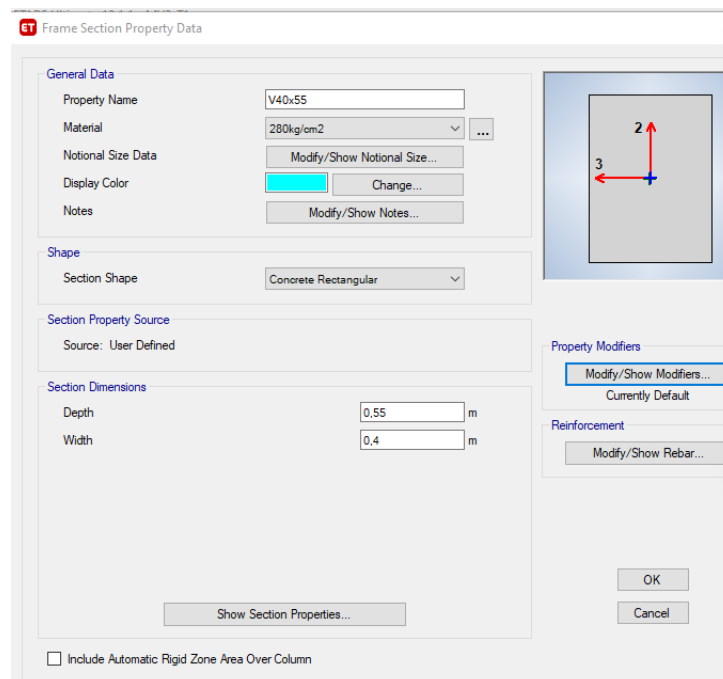 ET Frame Section Property Data
General Data
Property Name V40x55
Material 280kg/cm2 ...
Notional Size Data Modify/Show Notional Size...
Display Color Change...
Notes Modify/Show Notes...
2
3
Shape
Section Shape Concrete Rectangular
Section Property Source
Source: User Defined
Property Modifiers
Modify/Show Modifiers...
Currently Default
Section Dimensions
Depth 0,55 m
Width 0,4 m
Reinforcement
Modify/Show Rebar...
Show Section Properties...
OK
Cancel
Include Automatic Rigid Zone Area Over Column